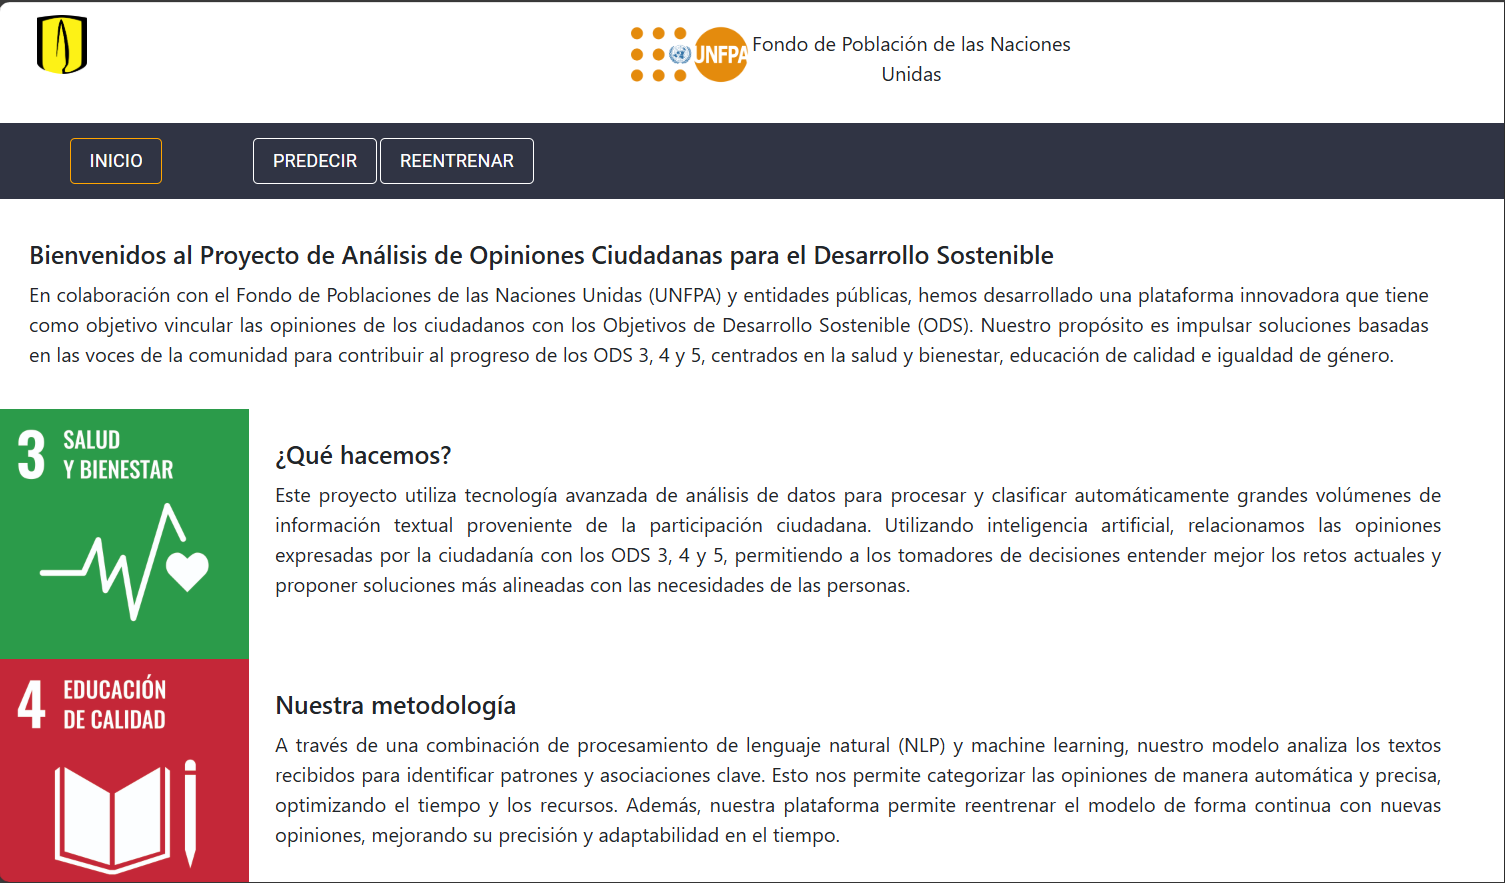 UNFPA
Fondo de Población de las Naciones
Unidas
INICIO
PREDECIR
REENTRENAR
Bienvenidos al Proyecto de Análisis de Opiniones Ciudadanas para el Desarrollo Sostenible
En colaboración con el Fondo de Poblaciones de las Naciones Unidas (UNFPA) y entidades públicas, hemos desarrollado una plataforma innovadora que tiene
como objetivo vincular las opiniones de los ciudadanos con los Objetivos de Desarrollo Sostenible (ODS). Nuestro propósito es impulsar soluciones basadas
en las voces de la comunidad para contribuir al progreso de los ODS 3, 4 y 5, centrados en la salud y bienestar, educación de calidad e igualdad de género.
3
SALUD
Y BIENESTAR
¿Qué hacemos?
Este proyecto utiliza tecnología avanzada de análisis de datos para procesar y clasificar automáticamente grandes volúmenes de
información textual proveniente de la participación ciudadana. Utilizando inteligencia artificial, relacionamos las opiniones
expresadas por la ciudadanía con los ODS 3, 4 y 5, permitiendo a los tomadores de decisiones entender mejor los retos actuales y
proponer soluciones más alineadas con las necesidades de las personas.
4
EDUCACIÓN
DE CALIDAD
Nuestra metodología
A través de una combinación de procesamiento de lenguaje natural (NLP) y machine learning, nuestro modelo analiza los textos
recibidos para identificar patrones y asociaciones clave. Esto nos permite categorizar las opiniones de manera automática y precisa,
optimizando el tiempo y los recursos. Además, nuestra plataforma permite reentrenar el modelo de forma continua con nuevas
opiniones, mejorando su precisión y adaptabilidad en el tiempo.